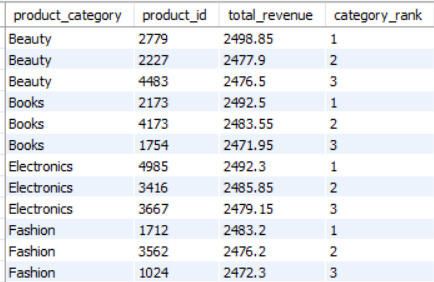 product_category product_id total_revenue category_rank
Beauty 2779 2498.85 1
Beauty 2227 2477.9 2
Beauty 4483 2476.5 3
Books 2173 2492.5 1
Books 4173 2483.55 2
Books 1754 2471.95 3
Electronics 4985 2492.3 1
Electronics 3416 2485.85 2
Electronics 3667 2479.15 3
Fashion 1712 2483.2 1
Fashion 3562 2476.2 2
Fashion 1024 2472.3 3